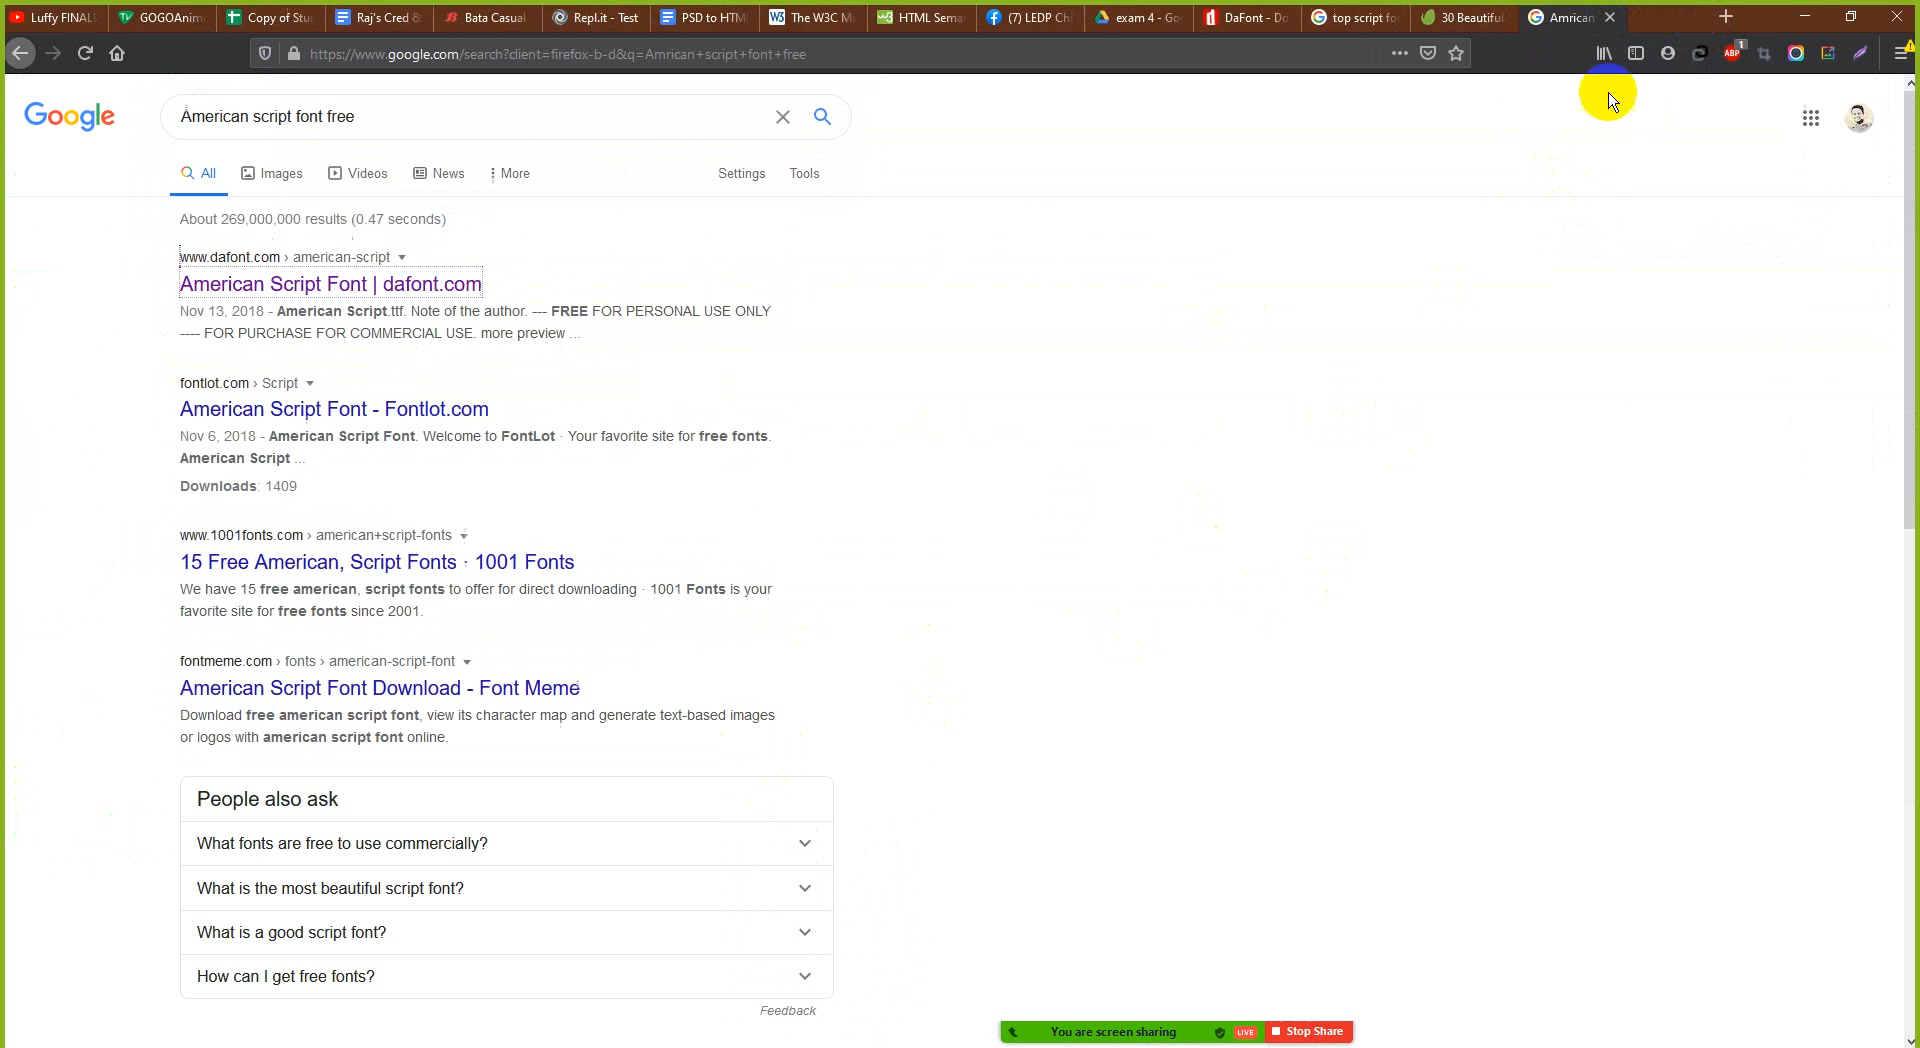 Luffy FINALL GOGOAnim Copy of Stu Raj's Cred & Bata Casual Repl.it - Test PSD to HTM The W3C Ma HTML Sema (7) LEDP Ch exam 4 - Go DaFont - Do top script fo 30 Beautiful Amrican
https://www.google.com/search?client=firefox-b-d&q=Amrican+script+font+free
ABP 1
Google American script font free
All Images Videos News More Settings Tools
About 269,000,000 results (0.47 seconds)
www.dafont.com › american-script
American Script Font | dafont.com
Nov 13, 2018 - American Script.ttf. Note of the author. --- FREE FOR PERSONAL USE ONLY
---- FOR PURCHASE FOR COMMERCIAL USE. more preview ...
fontlot.com › Script
American Script Font - Fontlot.com
Nov 6, 2018 - American Script Font. Welcome to FontLot · Your favorite site for free fonts.
American Script ...
Downloads: 1409
www.1001fonts.com › american+script-fonts
15 Free American, Script Fonts · 1001 Fonts
We have 15 free american, script fonts to offer for direct downloading · 1001 Fonts is your
favorite site for free fonts since 2001.
fontmeme.com › fonts › american-script-font
American Script Font Download - Font Meme
Download free american script font, view its character map and generate text-based images
or logos with american script font online.
People also ask
What fonts are free to use commercially?
What is the most beautiful script font?
What is a good script font?
How can I get free fonts?
Feedback
You are screen sharing LIVE Stop Share